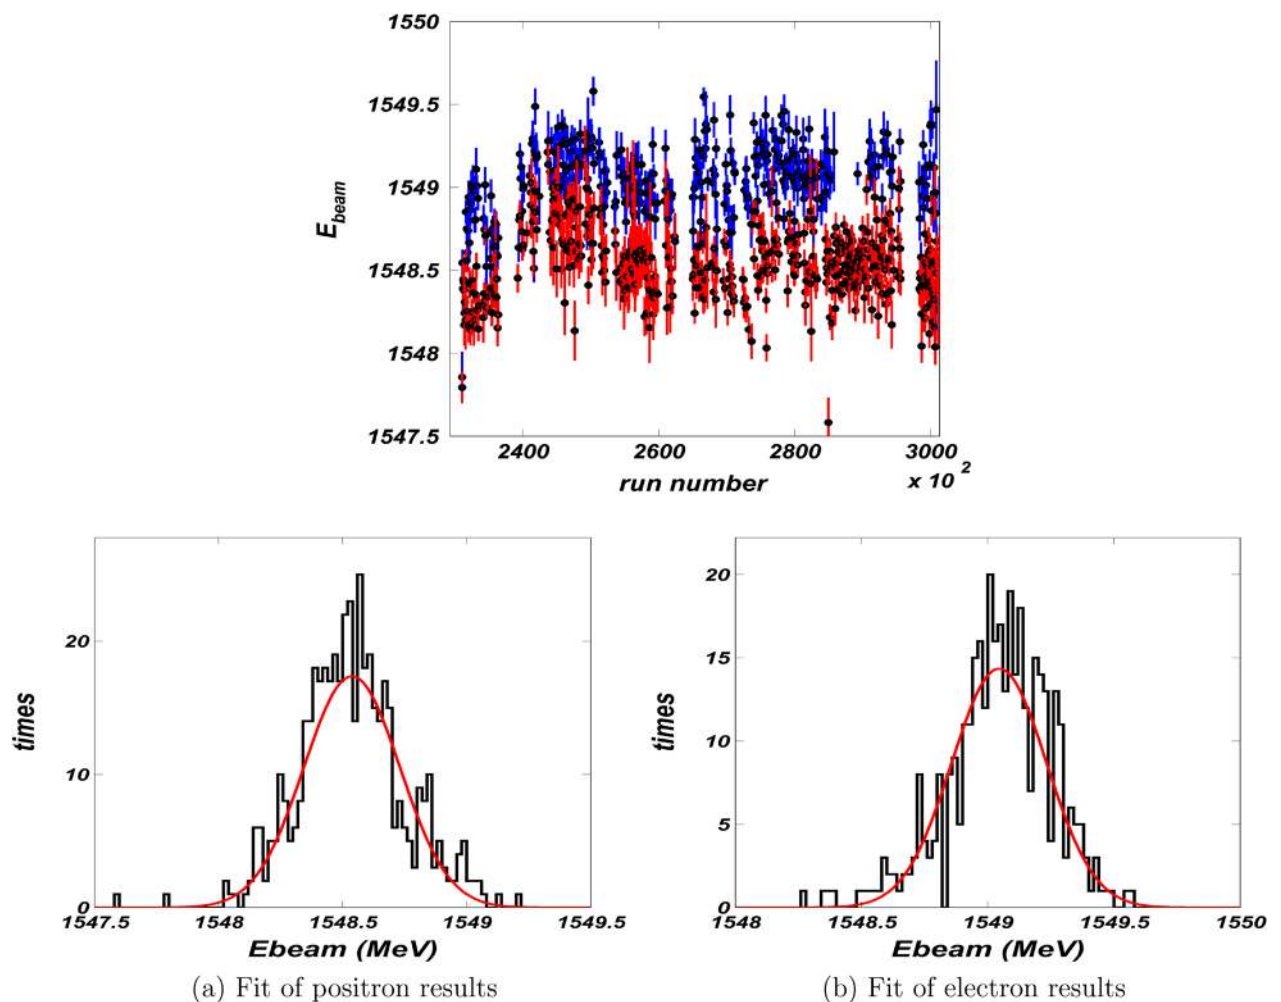 1550
1549.5
1549
1548.5
1548
1547.5
E_beam
2400 2600 2800 3000
run number x 10^2
20
10
0
times
1547.5 1548 1548.5 1549 1549.5
Ebeam (MeV)
(a) Fit of positron results
20
15
10
5
0
times
1548 1548.5 1549 1549.5 1550
Ebeam (MeV)
(b) Fit of electron results